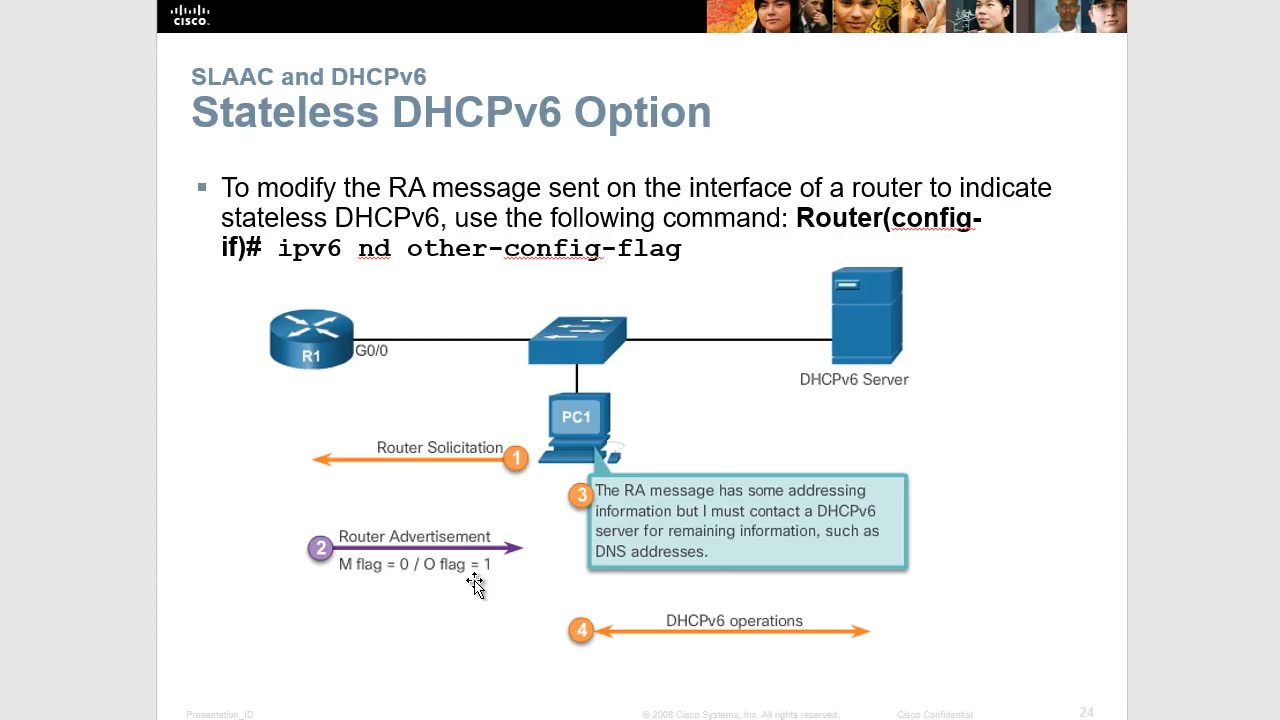 CISCO.
SLAAC and DHCPv6
Stateless DHCPv6 Option
To modify the RA message sent on the interface of a router to indicate
stateless DHCPv6, use the following command: Router(config-
if)# ipv6 nd other-config-flag
R1
G0/0
DHCPv6 Server
PC1
Router Solicitation
1
3
The RA message has some addressing
information but I must contact a DHCPv6
server for remaining information, such as
DNS addresses.
Router Advertisement
2
M flag = 0 / O flag = 1
DHCPv6 operations
4
Presentation_ID
© 2008 Cisco Systems, Inc. All rights reserved
Cisco Confidential
24